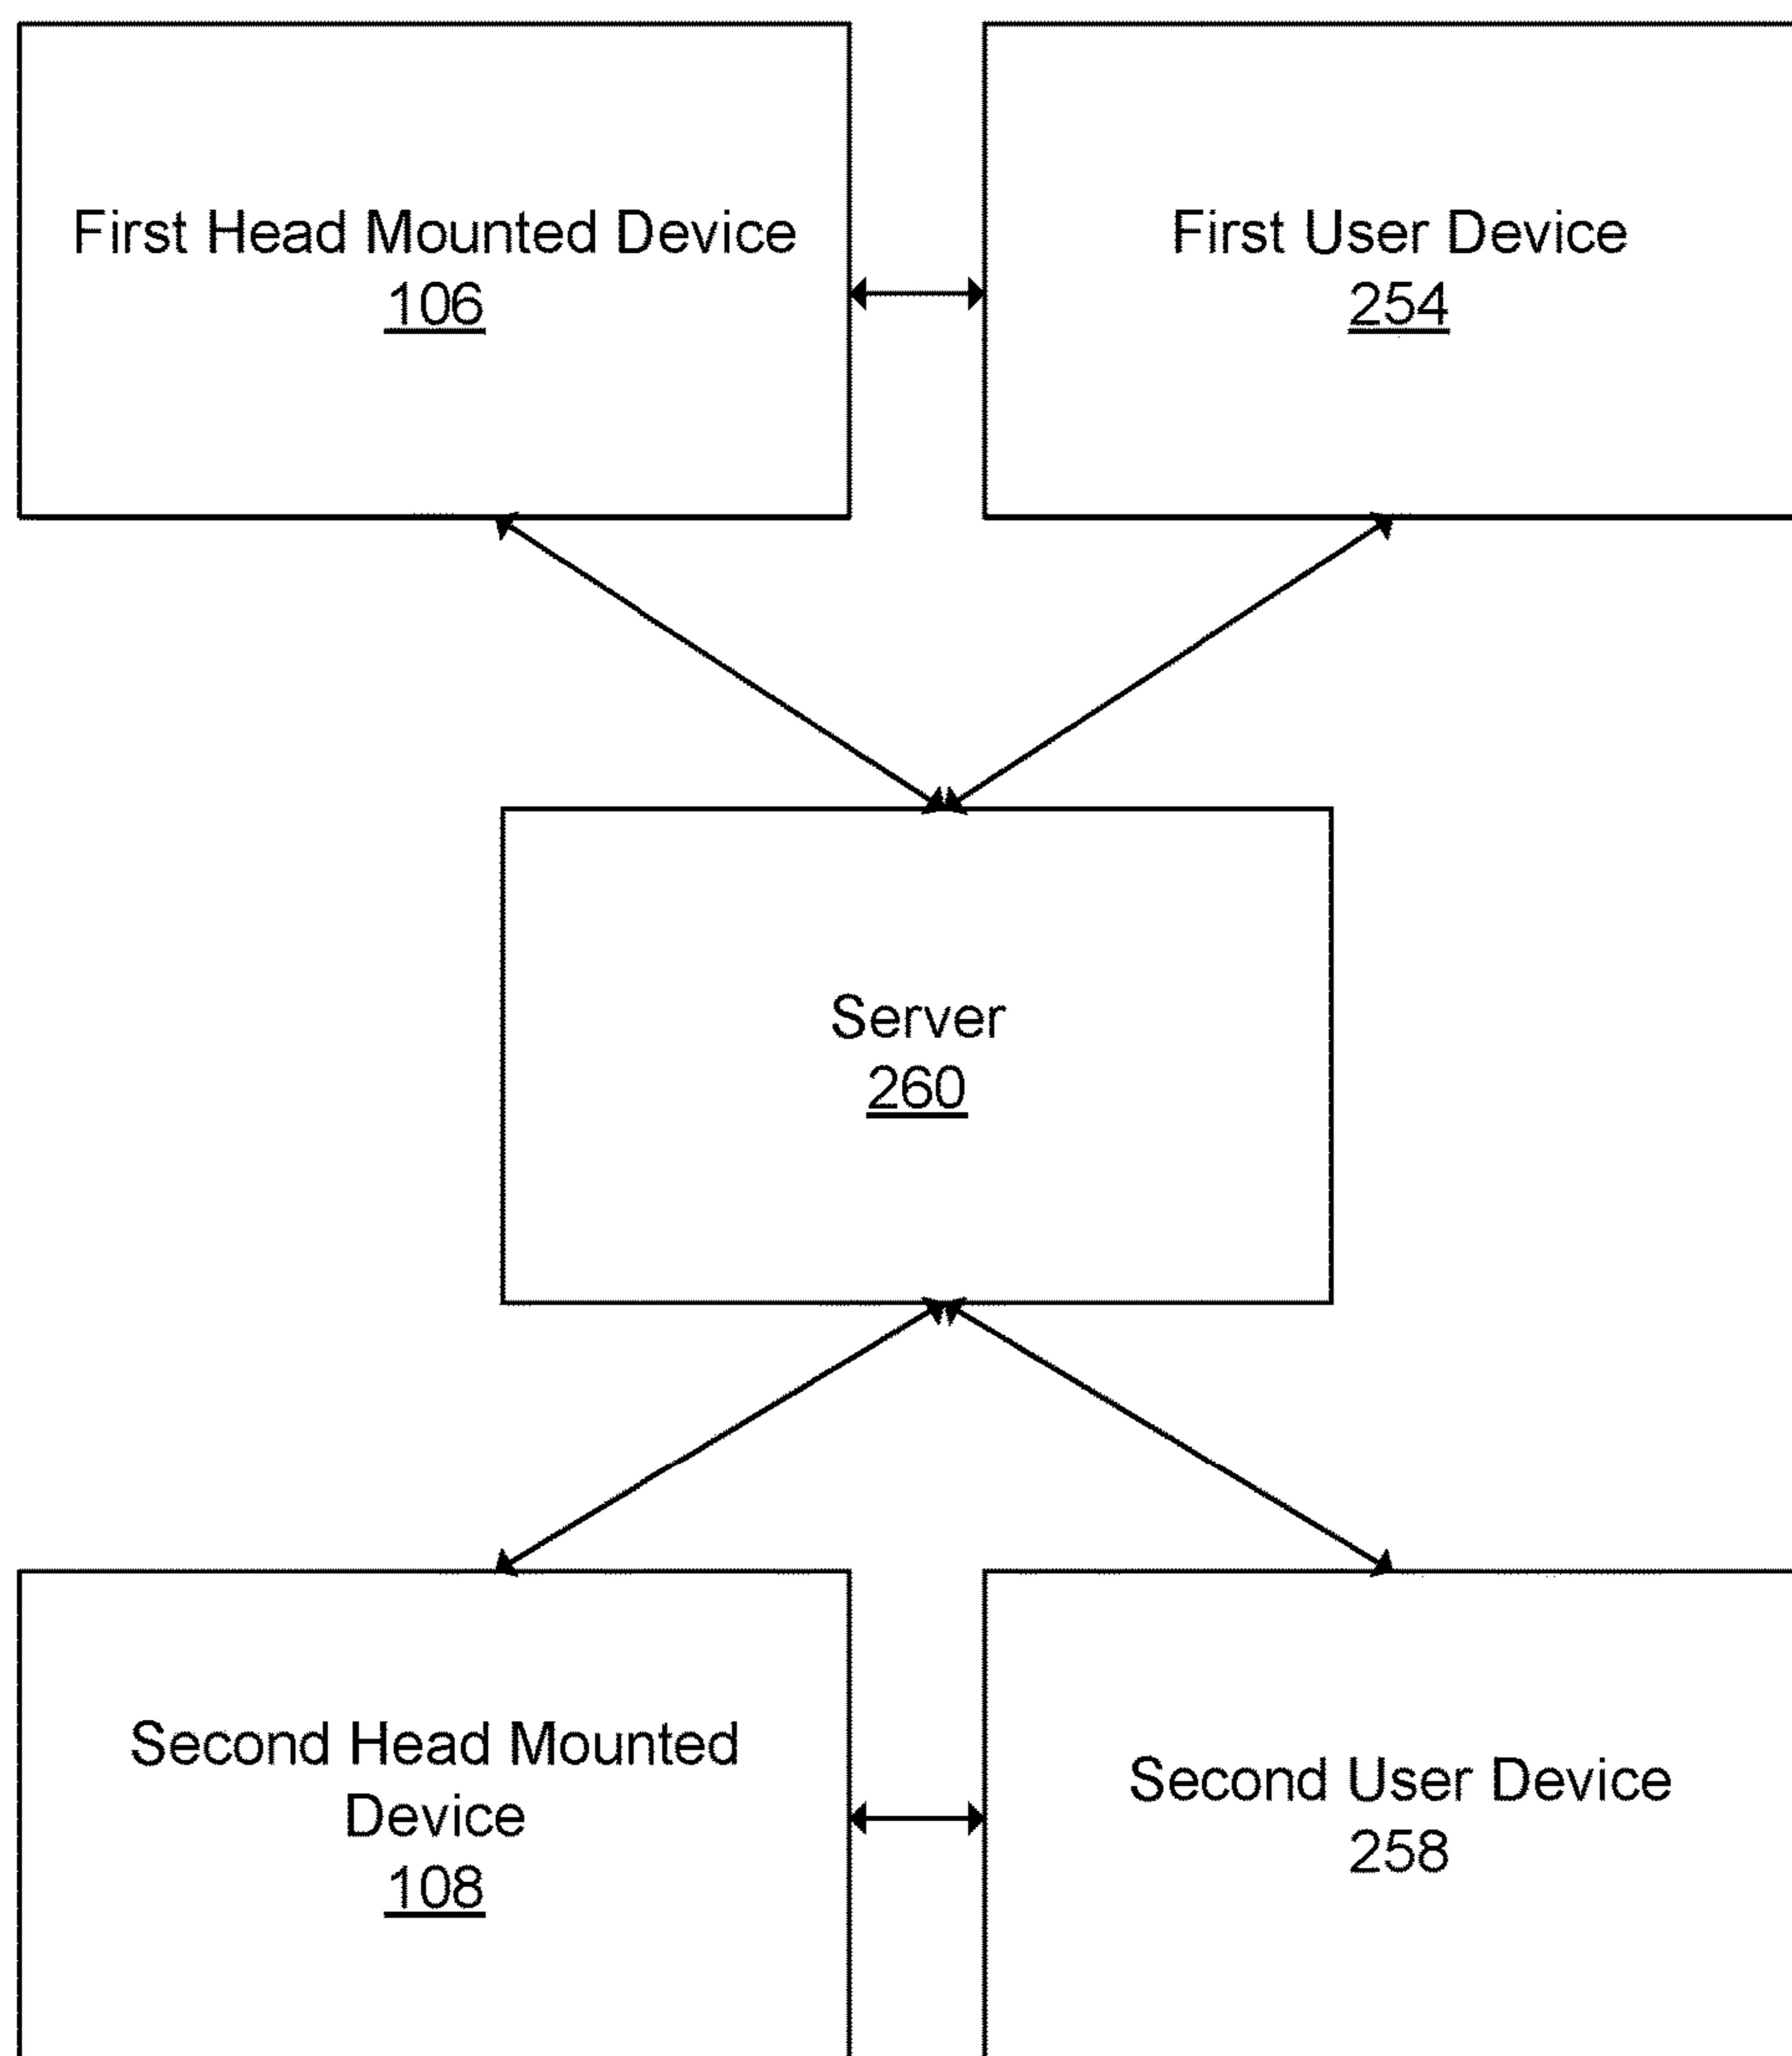 First Head Mounted Device
106
First User Device
254
Server
260
Second Head Mounted
Device
108
Second User Device
258